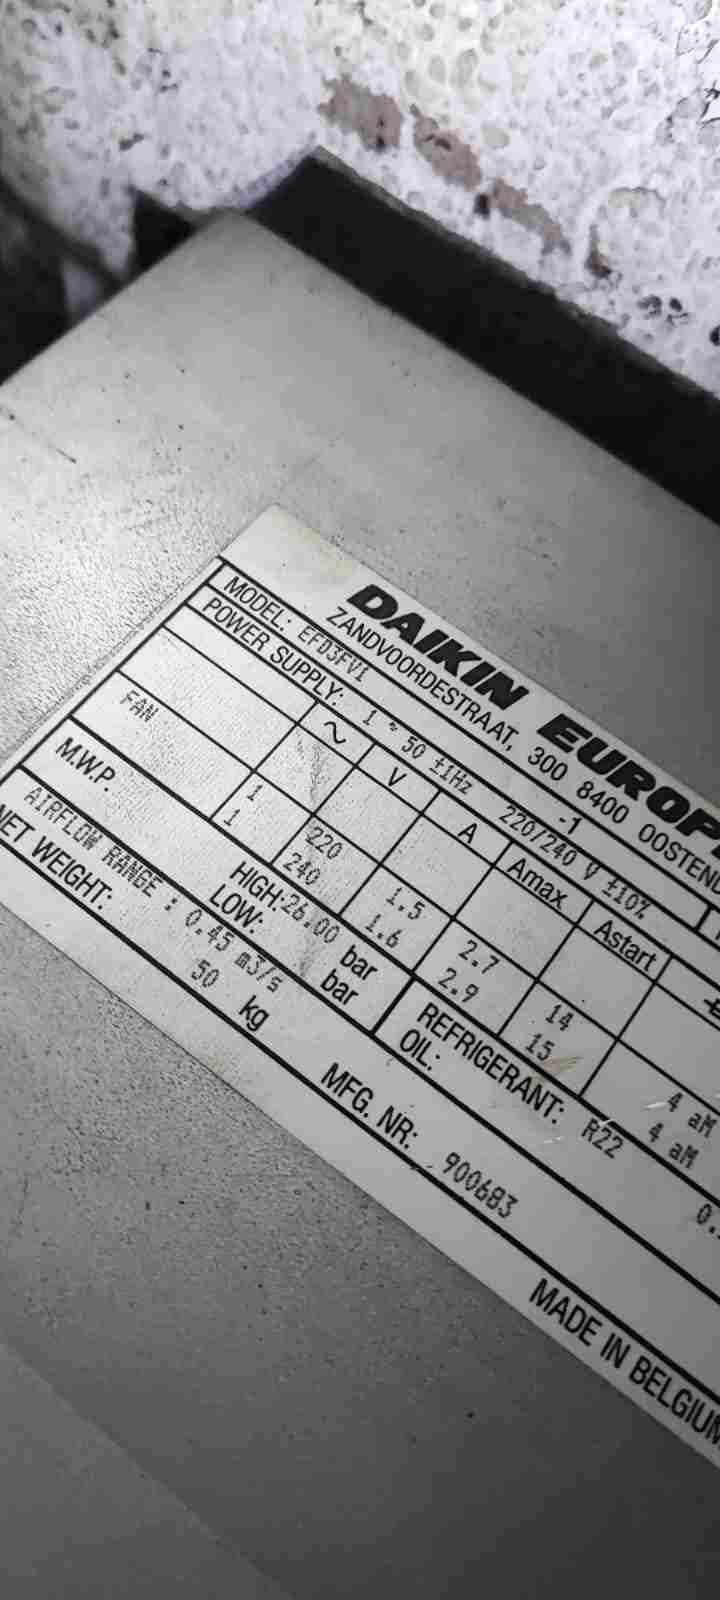 DAIKIN EUROP
ZANDVOORDESTRAAT, 300 8400 OOSTEN
MODEL: EFD3FV1 -1
POWER SUPPLY: 1 ~ 50 ±1Hz 220/240 V ±10%
~ V A Amax Astart
FAN 1 220 1.5 2.7 14 4 aM
1 240 1.6 2.9 15 4 aM
M.W.P. HIGH: 26.00 bar REFRIGERANT: R22
LOW: bar OIL:
AIRFLOW RANGE : 0.45 m3/s
NET WEIGHT: 50 kg MFG. NR: 900683
MADE IN BELGIUM